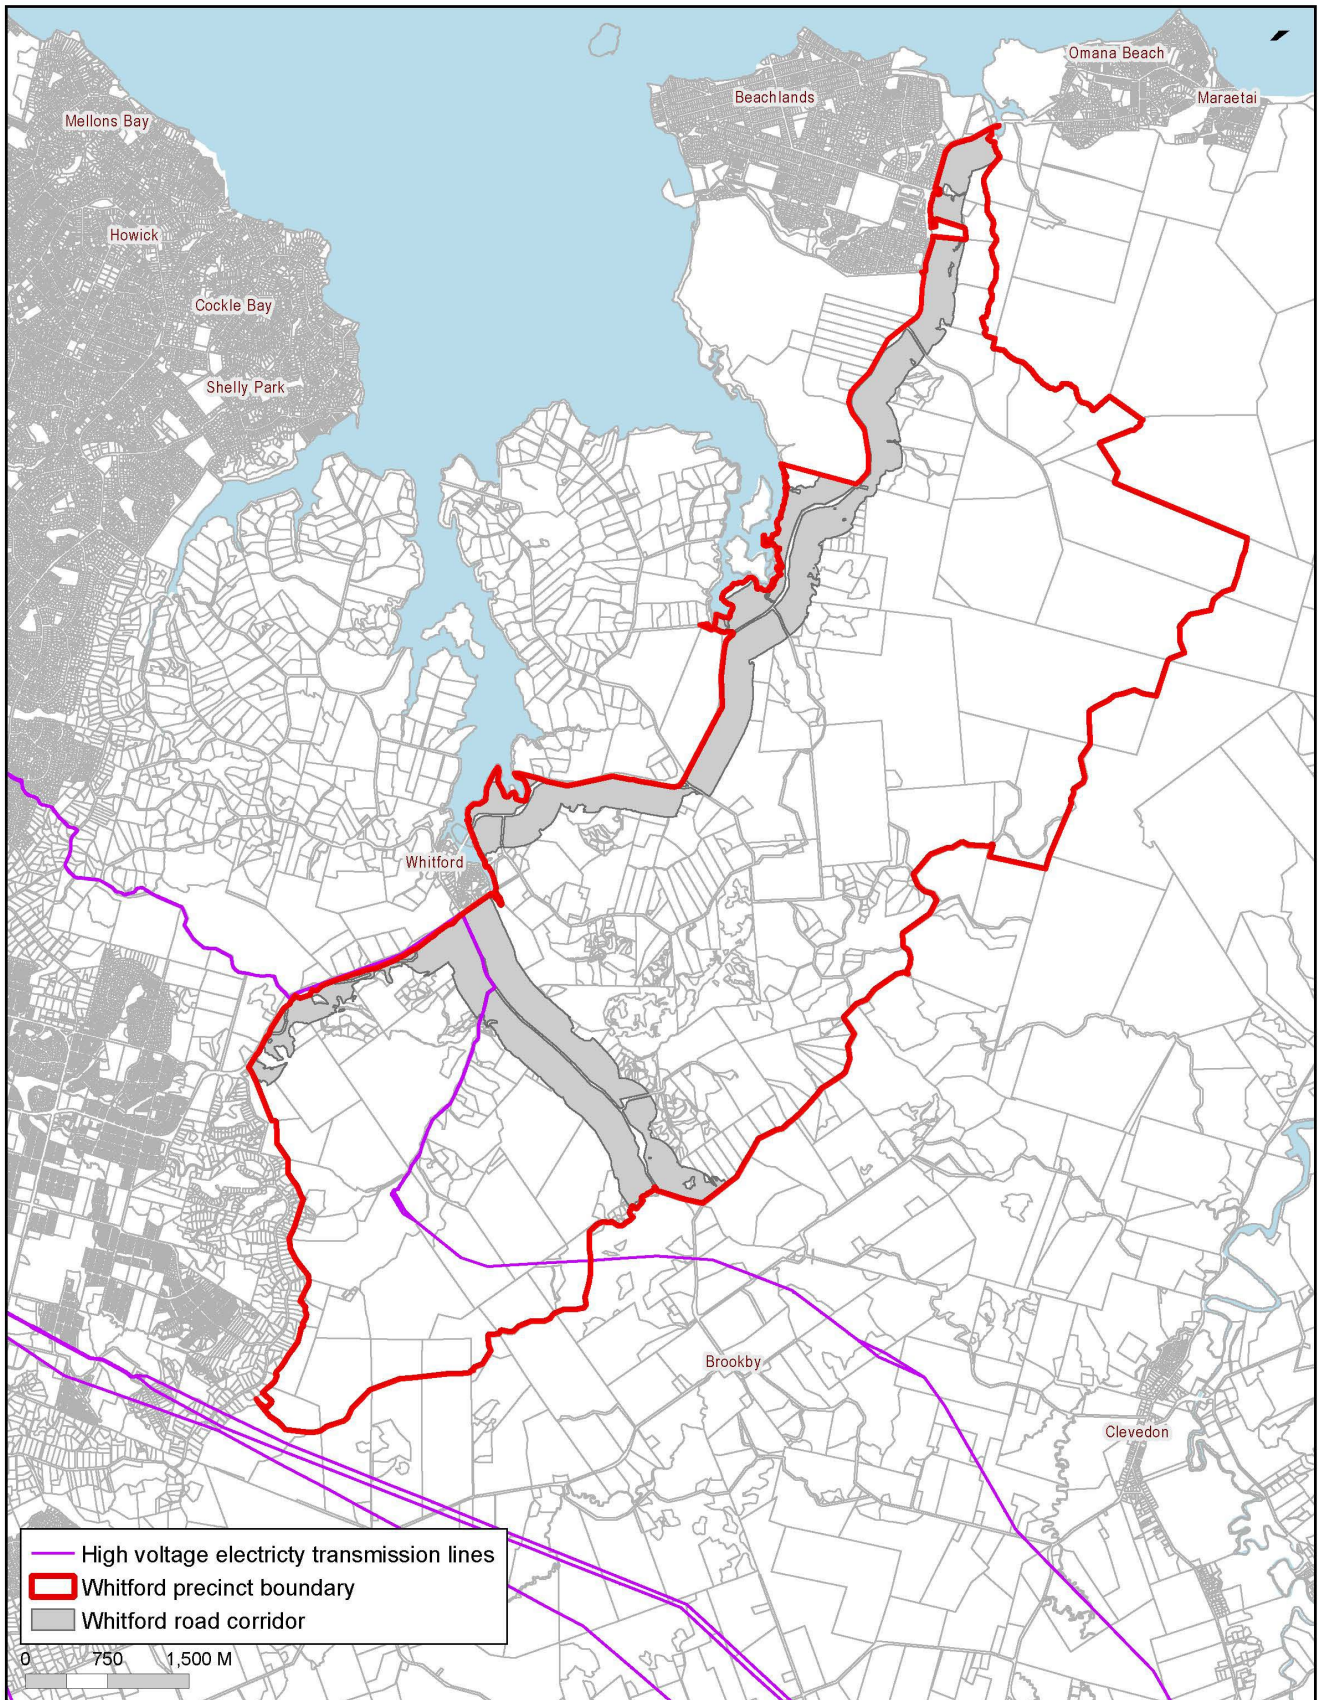 Omana Beach
Beachlands
Maraetai
Mellons Bay
Howick
Cockle Bay
Shelly Park
Whitford
Brookby
Clevedon
High voltage electricty transmission lines
Whitford precinct boundary
Whitford road corridor
0 750 1,500 M